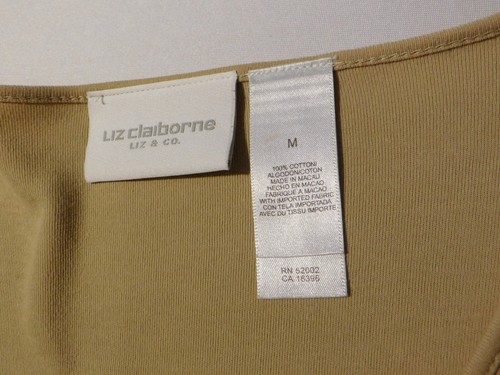 LIZ claiborne
LIZ & CO.
M
100% COTTON/
ALGODON/COTON
MADE IN MACAU
HECHO EN MACAO
FABRIQUE A MACAO
WITH IMPORTED FABRIC
CON TELA IMPORTADA
AVEC DU TISSU IMPORTE
RN 52002
CA 16396